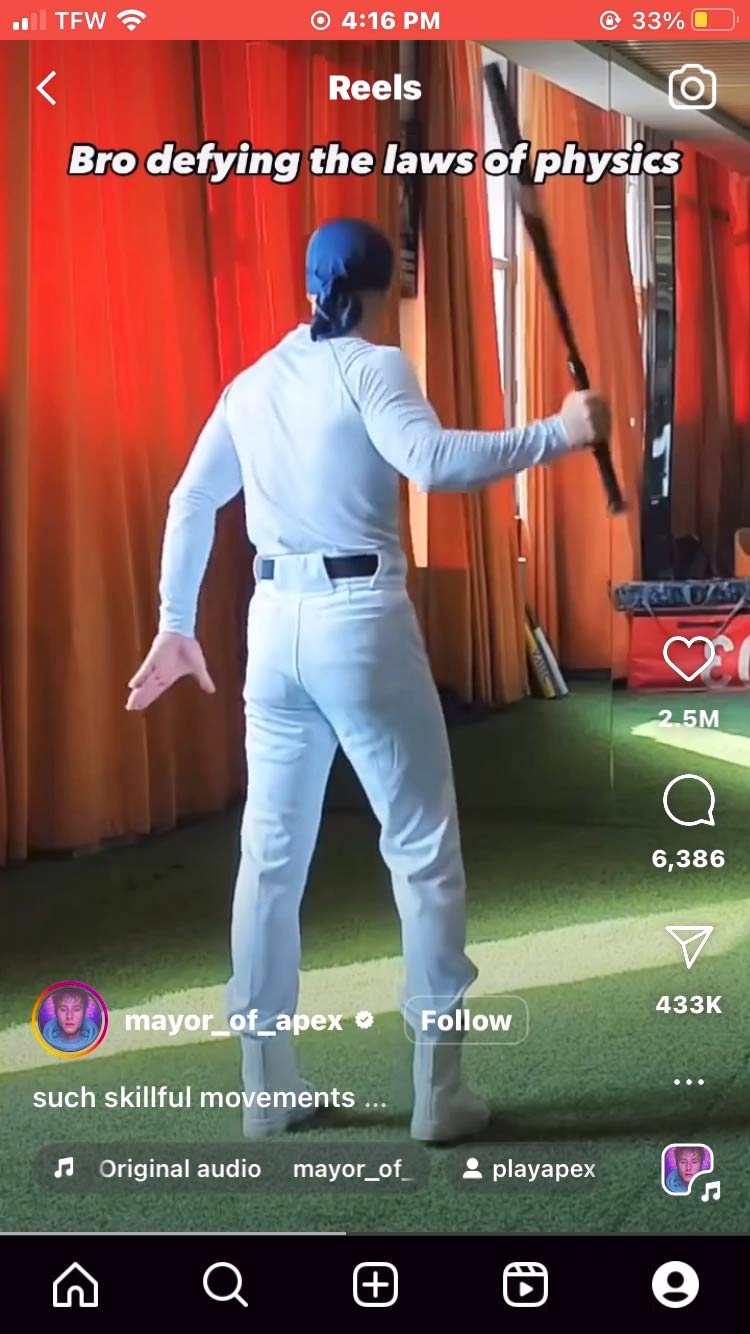 TFW 4:16 PM 33%
Reels
Bro defying the laws of physics
2.5M
6,386
433K
mayor_of_apex Follow
such skillful movements ...
Original audio mayor_of_ playapex